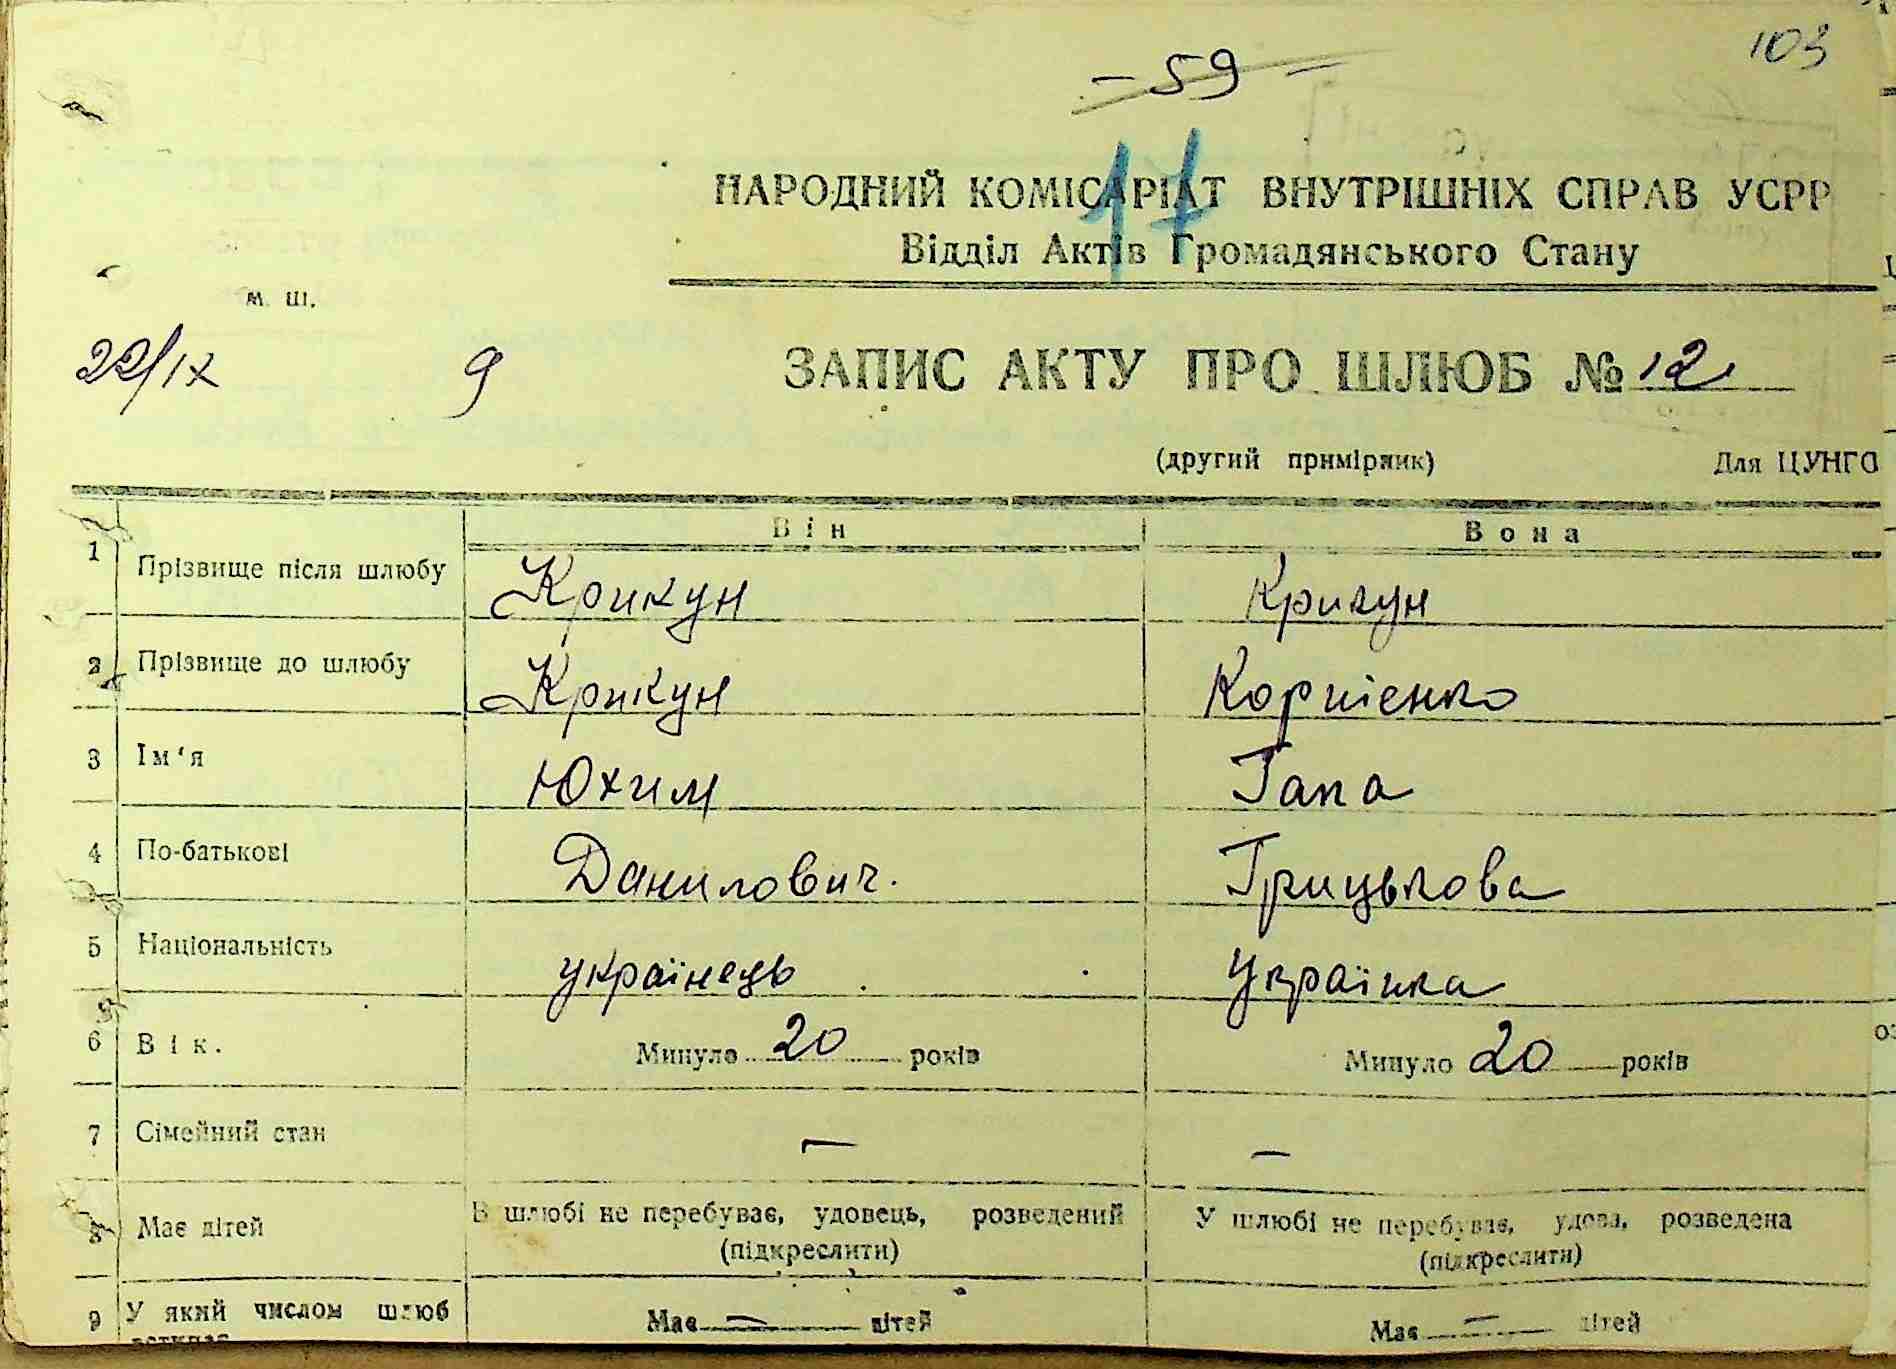 103
- 59 -
17
НАРОДНИЙ КОМІСАРІАТ ВНУТРІШНІХ СПРАВ УСРР
Відділ Актів Громадянського Стану
м. ш.
22/ІХ 9
ЗАПИС АКТУ ПРО ШЛЮБ № 12
(другий примірник) Для ЦУНГО
Він Вона
1 Прізвище після шлюбу Крикун Крикун
2 Прізвище до шлюбу Крикун Корнієнко
3 Ім'я Юхим Гапа
4 По-батькові Данилович. Грицькова
5 Національність українець українка
6 Вік. Минуло 20 років Минуло 20 років
7 Сімейний стан — —
8 Має дітей В шлюбі не перебуває, удовець, розведений У шлюбі не перебуває, удова, розведена
(підкреслити) (підкреслити)
9 У який числом шлюб Має — дітей Має — дітей